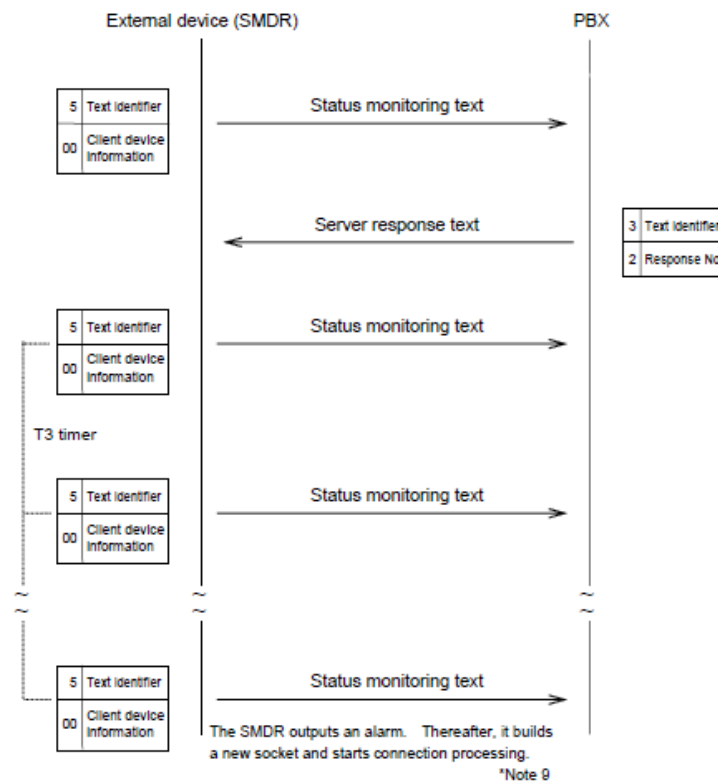 External device (SMDR) PBX
5 Text Identifier
00 Client device
Information
Status monitoring text
Server response text
3 Text Identifier
2 Response No
5 Text Identifier
00 Client device
Information
Status monitoring text
T3 timer
5 Text Identifier
00 Client device
Information
Status monitoring text
5 Text Identifier
00 Client device
Information
Status monitoring text
The SMDR outputs an alarm. Thereafter, it builds
a new socket and starts connection processing.
*Note 9